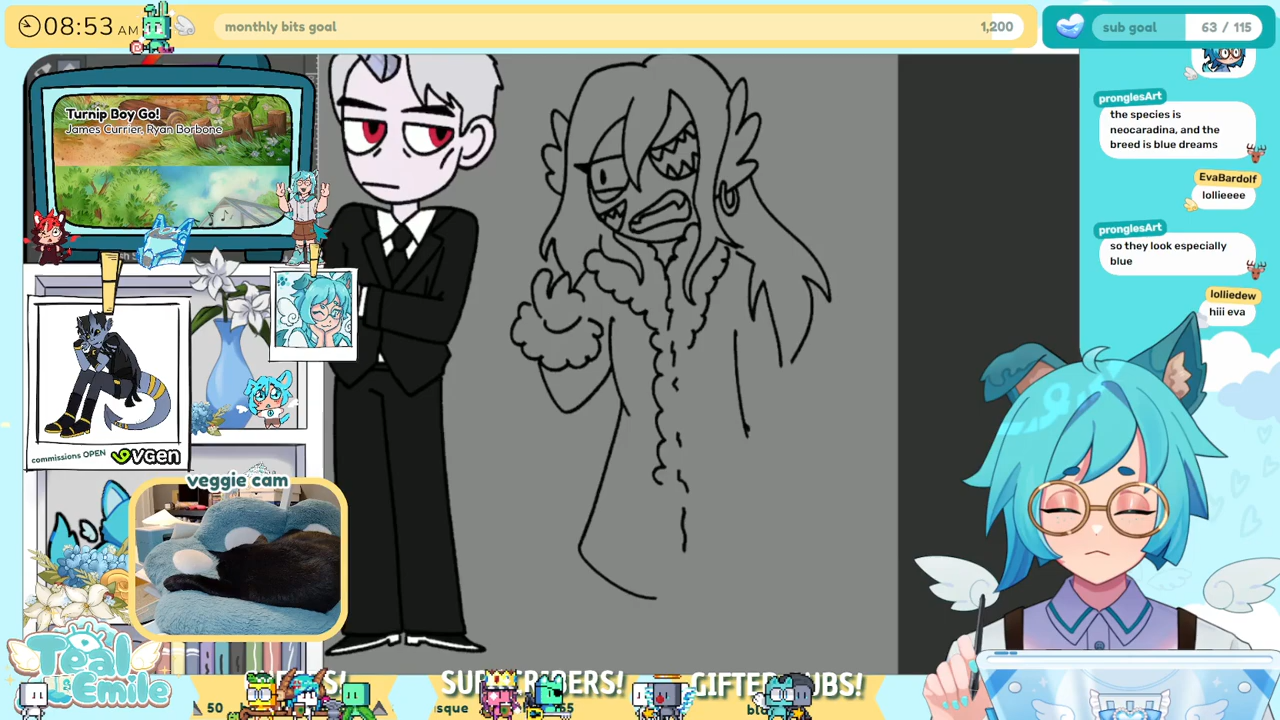 08:53 AM
monthly bits goal
1,200
sub goal
63 / 115
Turnip Boy Go!
James Currier, Ryan Borbone
pronglesArt
the species is
neocaradina, and the
breed is blue dreams
EvaBardolf
lollieeee
pronglesArt
so they look especially
blue
lolliedew
hiii eva
commissions OPEN
VGen
veggie cam
Teal
Emile
GIFTED
50